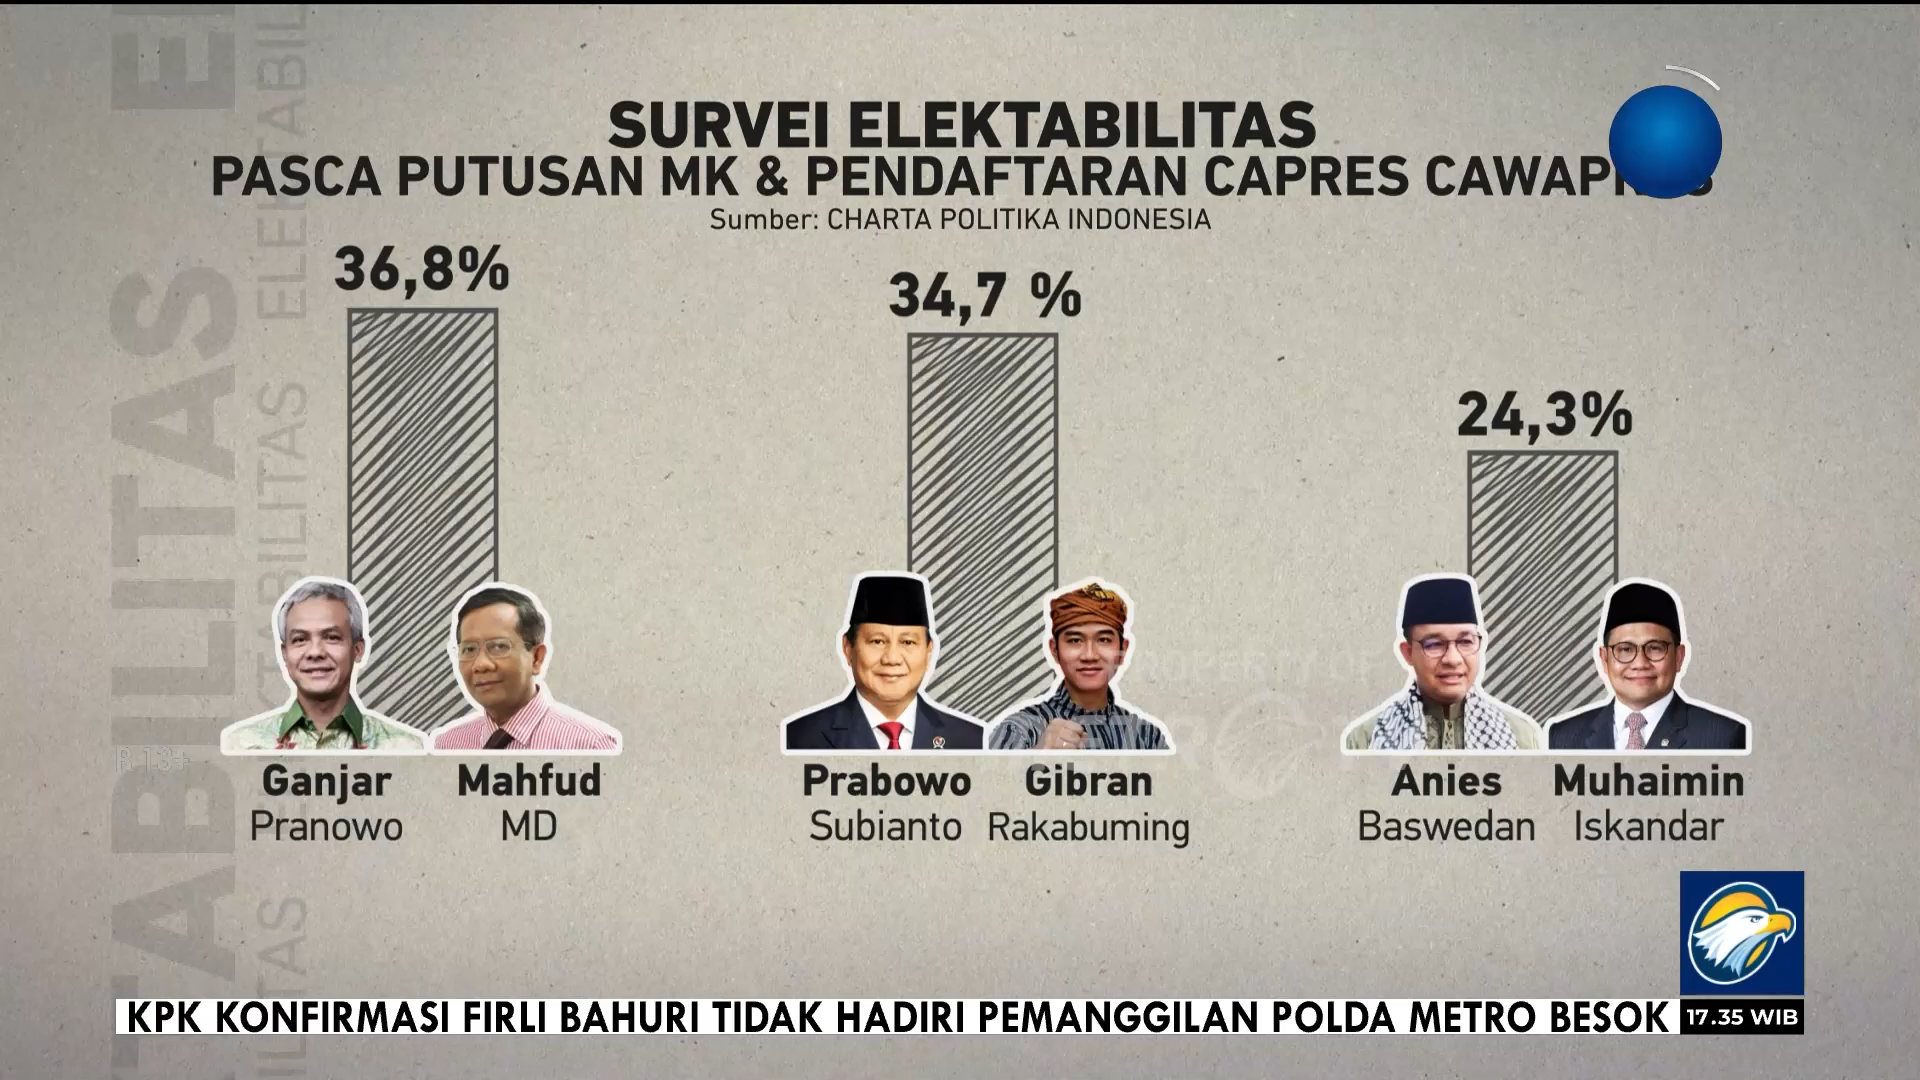 SURVEI ELEKTABILITAS
PASCA PUTUSAN MK & PENDAFTARAN CAPRES
Sumber: CHARTA POLITIKA INDONESIA
36,8%
34,7 %
24,3%
Ganjar Pranowo
Mahfud MD
Prabowo Subianto
Gibran Rakabuming
Anies Baswedan
Muhaimin Iskandar
ELEKTABILITAS
R 13+
KPK KONFIRMASI FIRLI BAHURI TIDAK HADIRI PEMANGGILAN POLDA METRO BESOK
17.35 WIB